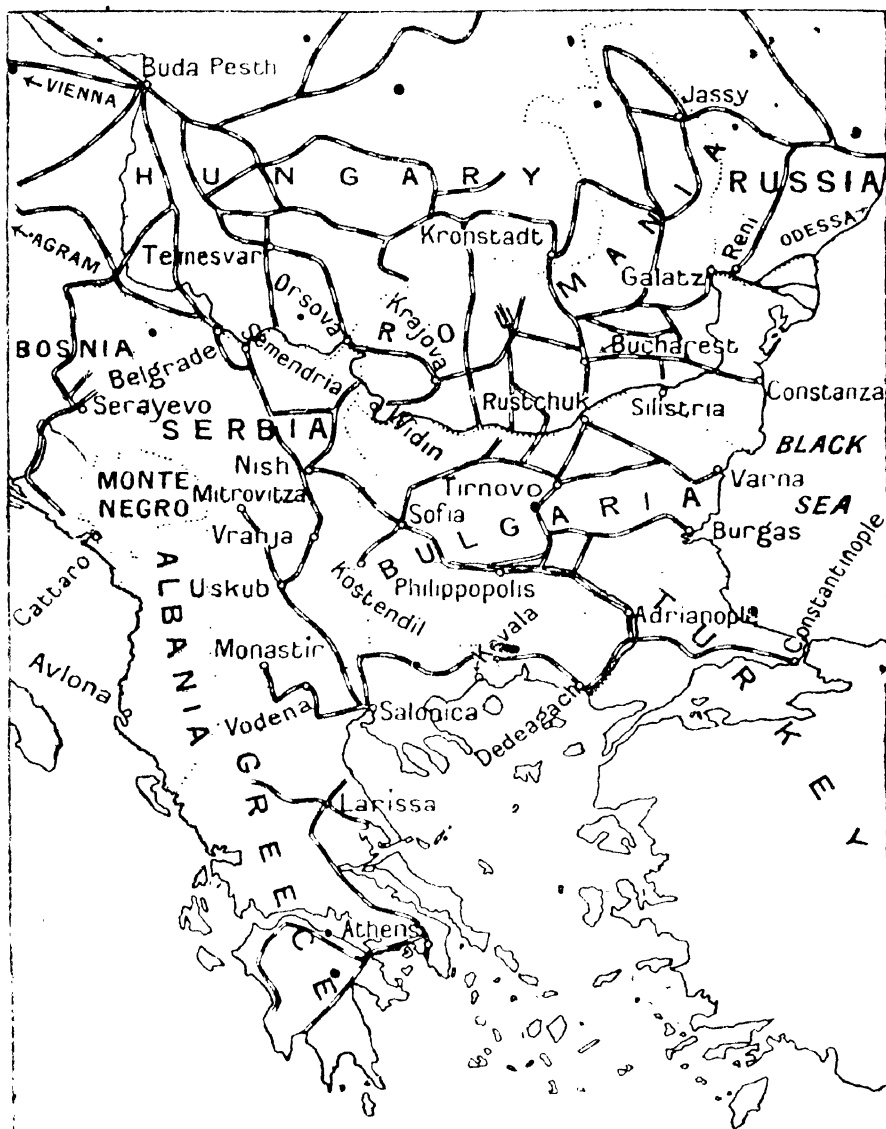 Buda Pesth
←VIENNA
Jassy
HUNGARY
RUSSIA
←AGRAM
Temesvar
Kronstadt
ROMANIA
Reni
ODESSA→
Galatz
Orsova
Krajova
BOSNIA
Belgrade
Semendria
Bucharest
Serayevo
Widin
Rustchuk
Silistria
Constanza
SERBIA
BLACK
SEA
Nish
MONTE
NEGRO
Mitrovitza
Tirnovo
Varna
Sofia
BULGARIA
Burgas
Vranja
Cattaro
Uskub
Kostendil
Philippopolis
Constantinople
ALBANIA
Adrianople
TURKEY
Monastir
Kavala
Avlona
Vodena
Salonica
Dedeagach
GREECE
Larissa
Athens